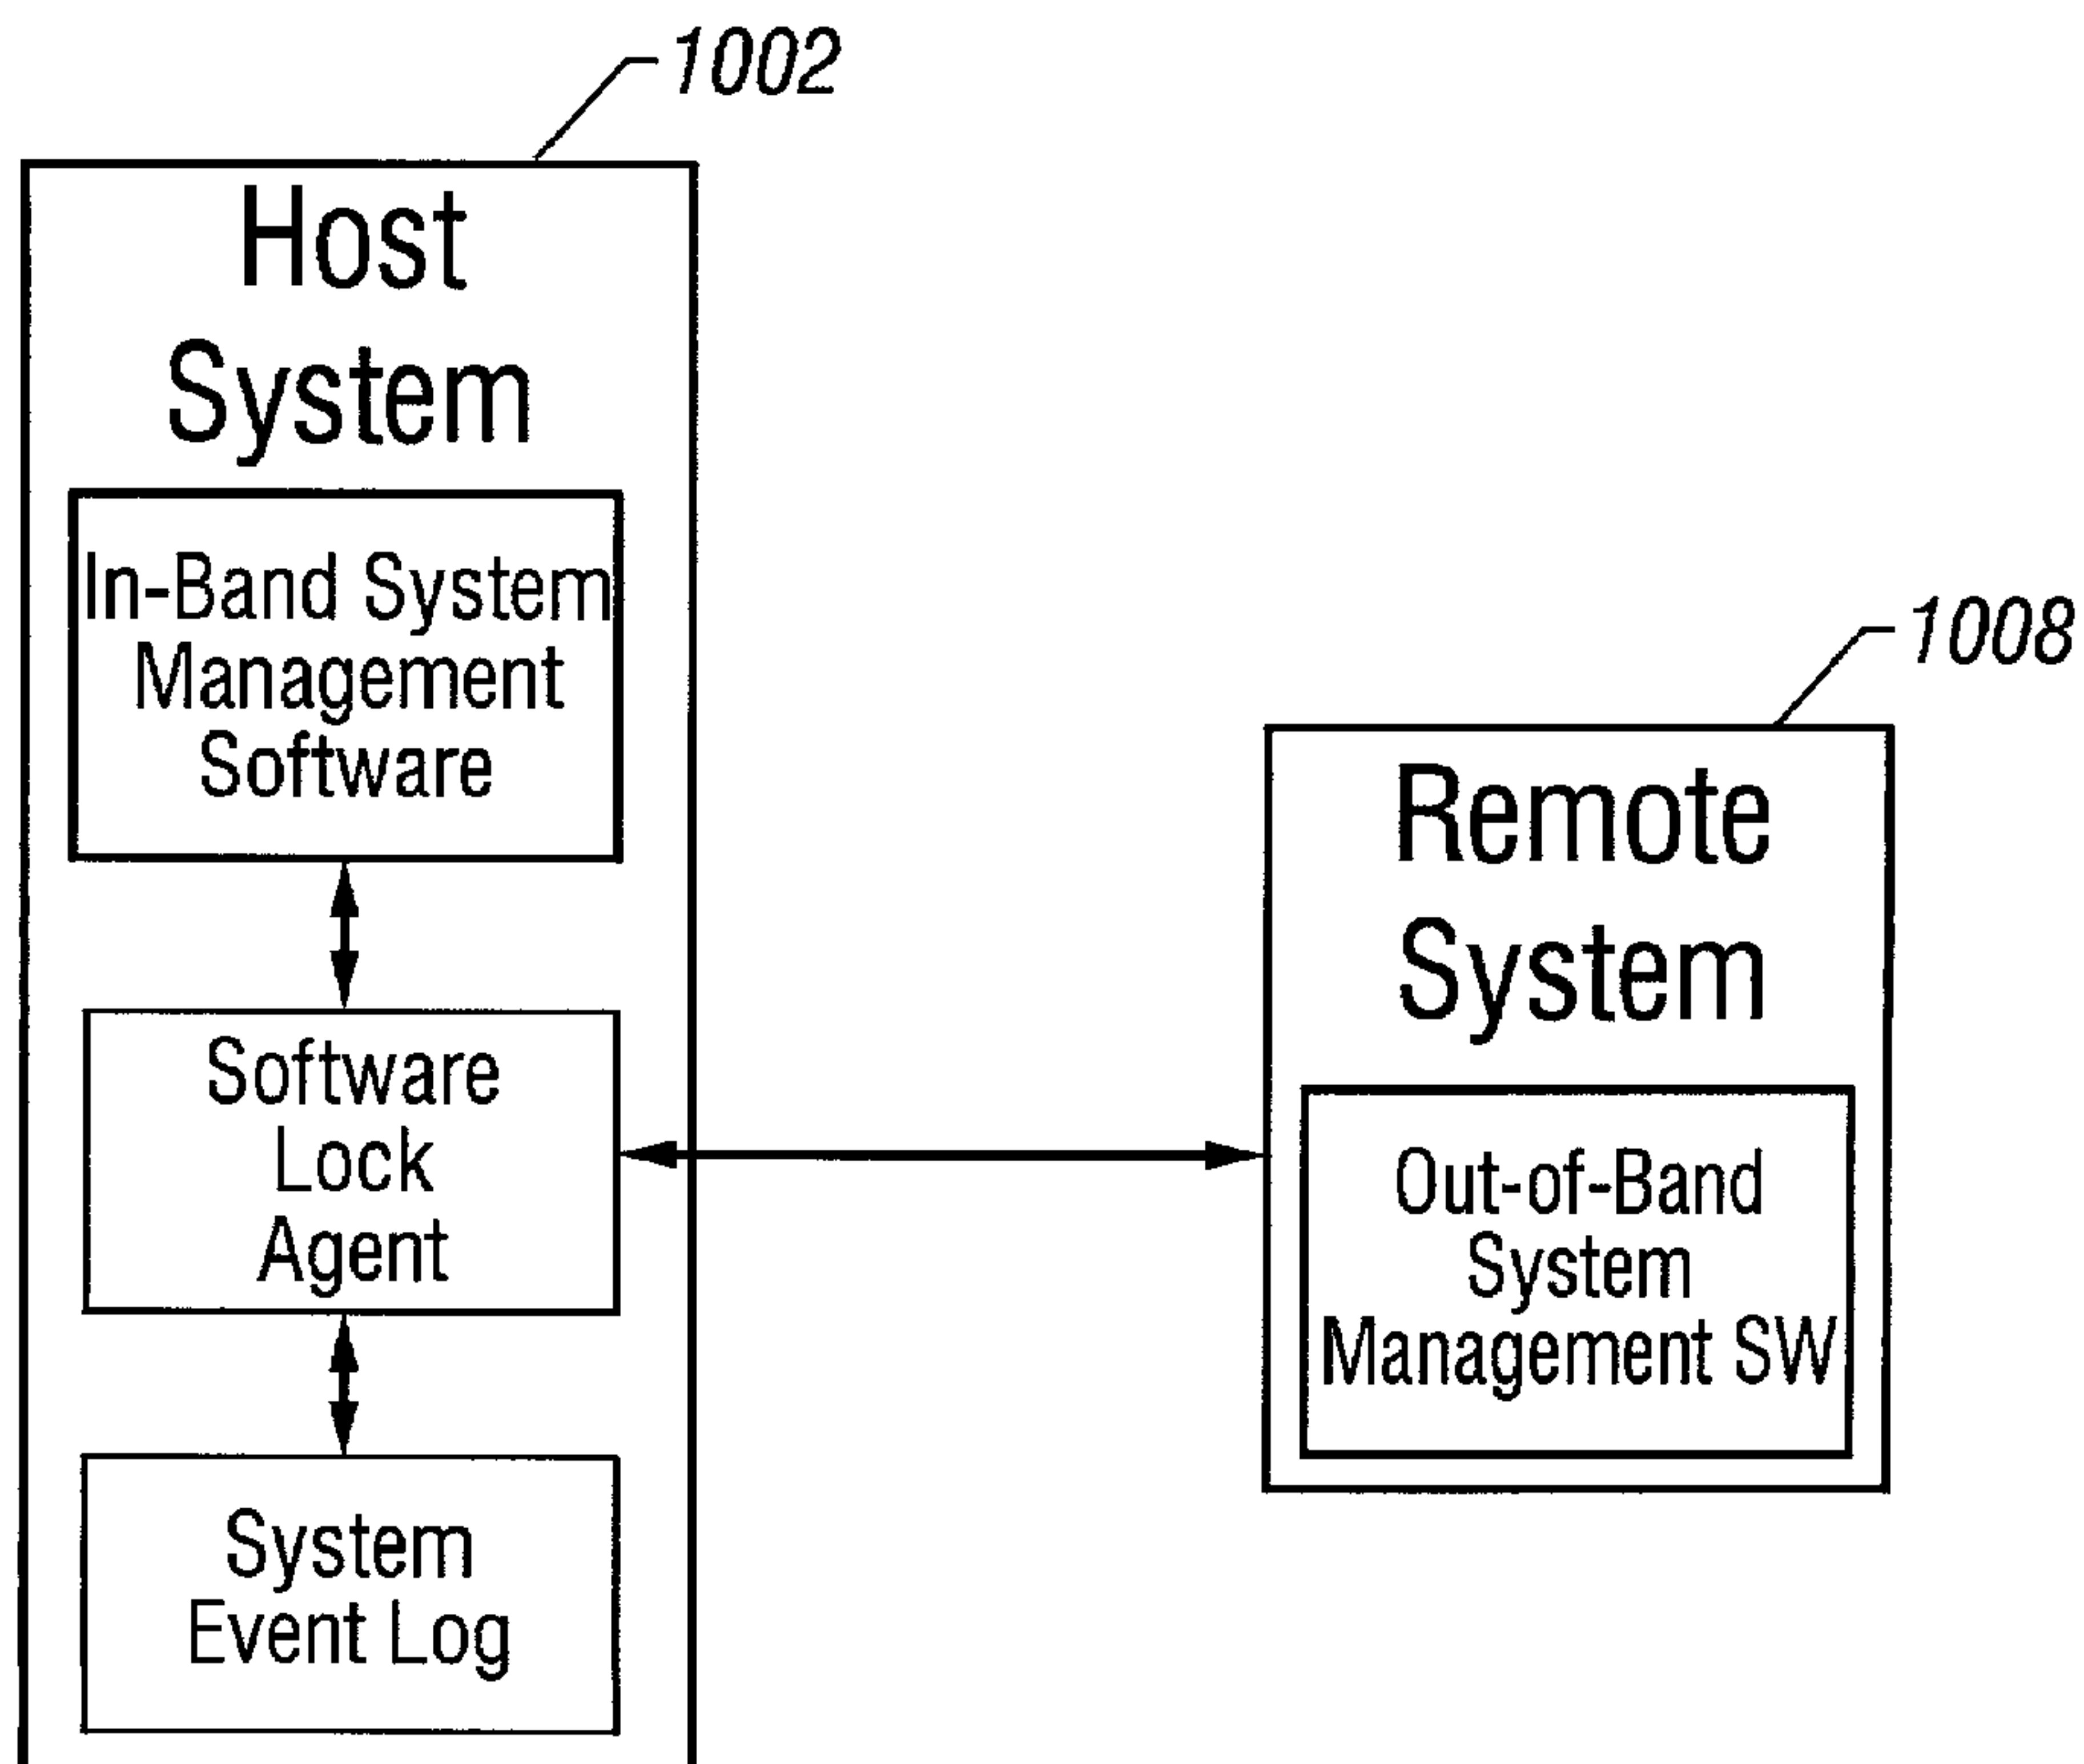 1002
Host
System
In-Band System
Management
Software
Software
Lock
Agent
System
Event Log
1008
Remote
System
Out-of-Band
System
Management SW